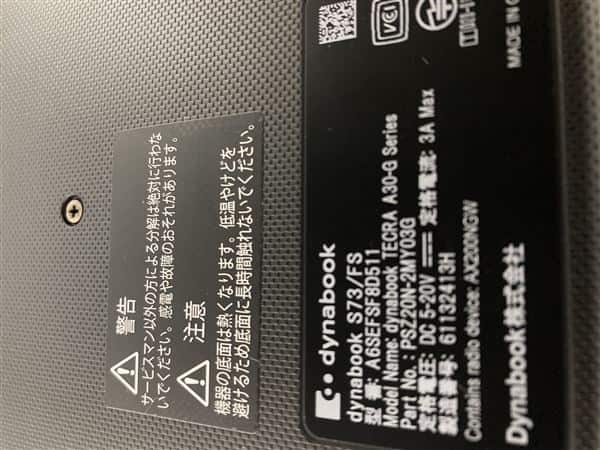 警告
サービスマン以外の方による分解は絶対に行わな
いでください。感電や故障のおそれがあります。
注意
機器の底面は熱くなります。低温やけどを
避けるため底面に長時間触れないでください。
dynabook
dynabook S73/FS
型 番: A6SEFSF8D511
Model Name: dynabook TECRA A30-G Series
Part No.: PSZ20N-2MY03G
定格電圧: DC 5-20V ⎓ 定格電流: 3A Max
製造番号: 61132413H
Contains radio device: AX200NGW
Dynabook株式会社
VCCI
MADE IN